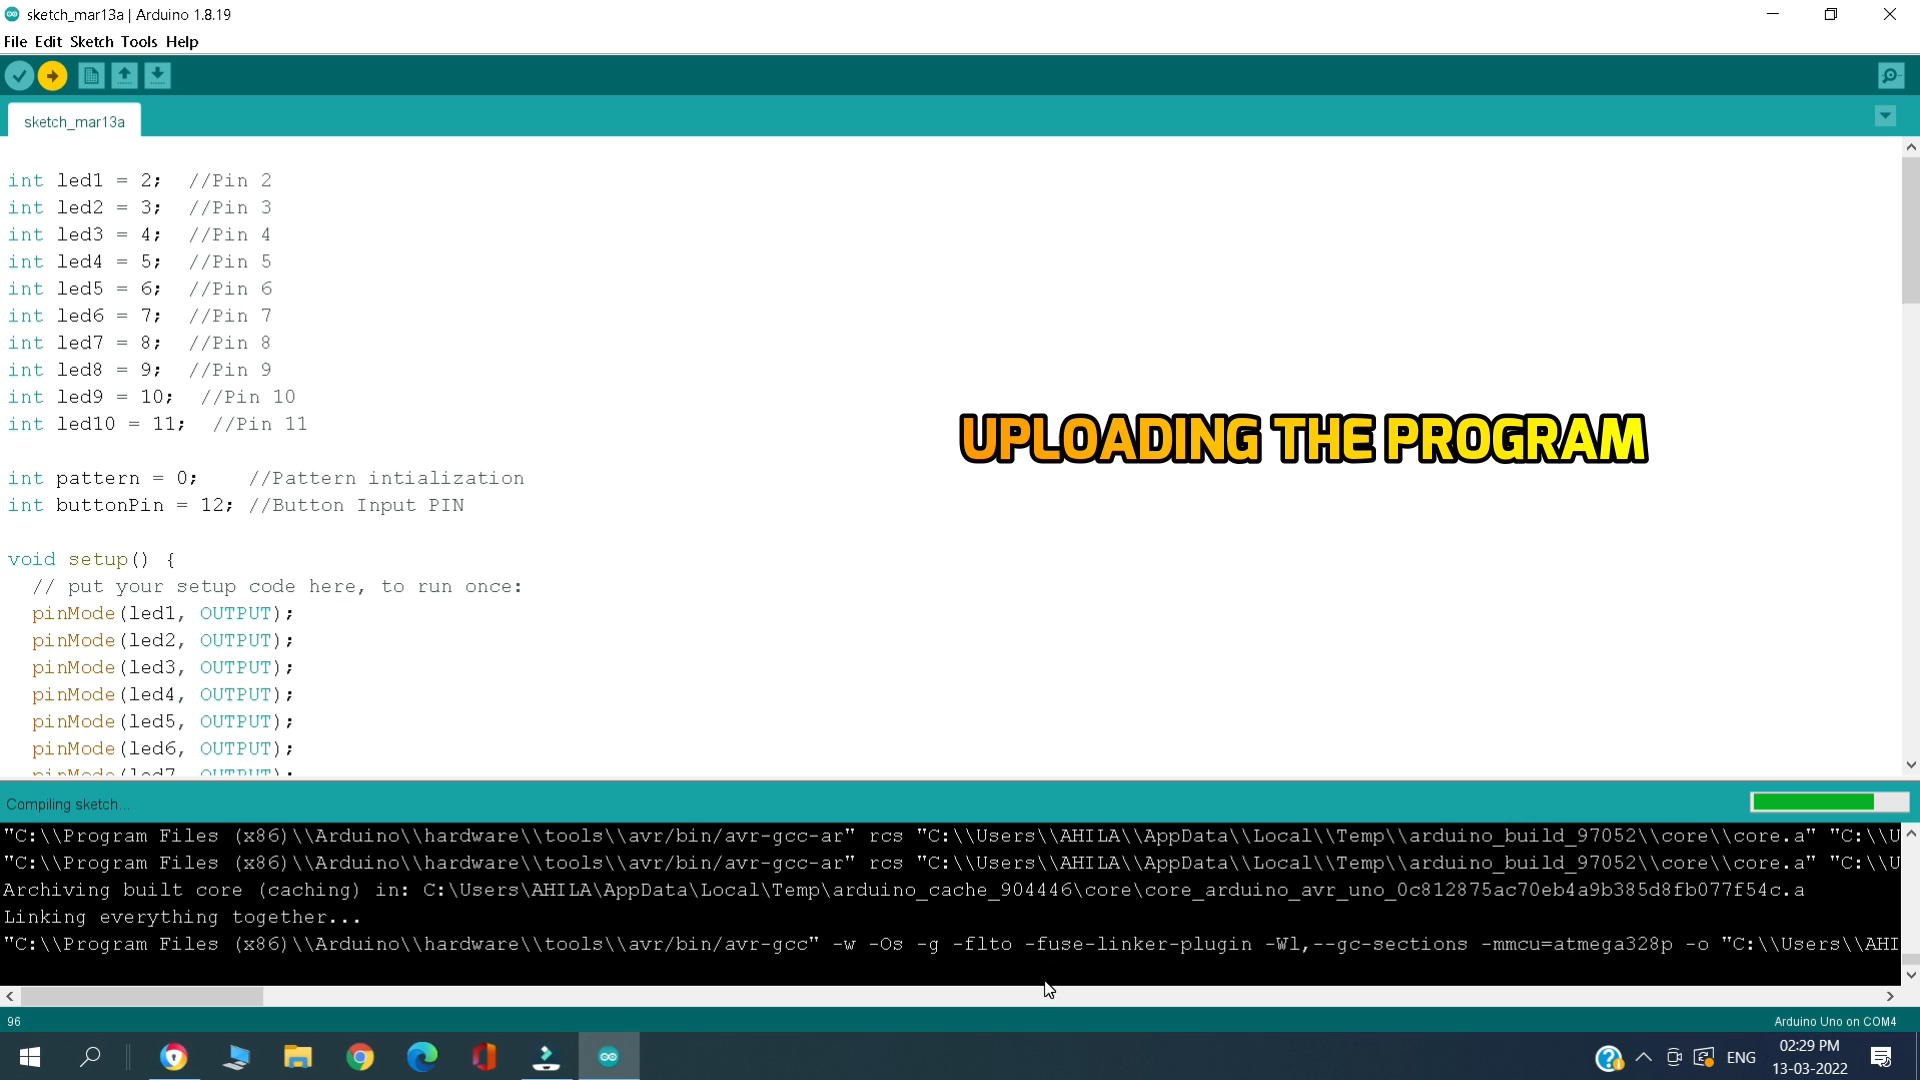 sketch_mar13a | Arduino 1.8.19
File Edit Sketch Tools Help
sketch_mar13a
int led1 = 2;  //Pin 2
int led2 = 3;  //Pin 3
int led3 = 4;  //Pin 4
int led4 = 5;  //Pin 5
int led5 = 6;  //Pin 6
int led6 = 7;  //Pin 7
int led7 = 8;  //Pin 8
int led8 = 9;  //Pin 9
int led9 = 10;  //Pin 10
int led10 = 11;  //Pin 11
UPLOADING THE PROGRAM
int pattern = 0;    //Pattern intialization
int buttonPin = 12; //Button Input PIN
void setup() {
// put your setup code here, to run once:
pinMode(led1, OUTPUT);
pinMode(led2, OUTPUT);
pinMode(led3, OUTPUT);
pinMode(led4, OUTPUT);
pinMode(led5, OUTPUT);
pinMode(led6, OUTPUT);
pinMode(led7, OUTPUT);
Compiling sketch...
"C:\\Program Files (x86)\\Arduino\\hardware\\tools\\avr/bin/avr-gcc-ar" rcs "C:\\Users\\AHILA\\AppData\\Local\\Temp\\arduino_build_97052\\core\\core.a" "C:\\U
"C:\\Program Files (x86)\\Arduino\\hardware\\tools\\avr/bin/avr-gcc-ar" rcs "C:\\Users\\AHILA\\AppData\\Local\\Temp\\arduino_build_97052\\core\\core.a" "C:\\U
Archiving built core (caching) in: C:\Users\AHILA\AppData\Local\Temp\arduino_cache_904446\core\core_arduino_avr_uno_0c812875ac70eb4a9b385d8fb077f54c.a
Linking everything together...
"C:\\Program Files (x86)\\Arduino\\hardware\\tools\\avr/bin/avr-gcc" -w -Os -g -flto -fuse-linker-plugin -Wl,--gc-sections -mmcu=atmega328p -o "C:\\Users\\AHI
96
Arduino Uno on COM4
ENG
02:29 PM
13-03-2022